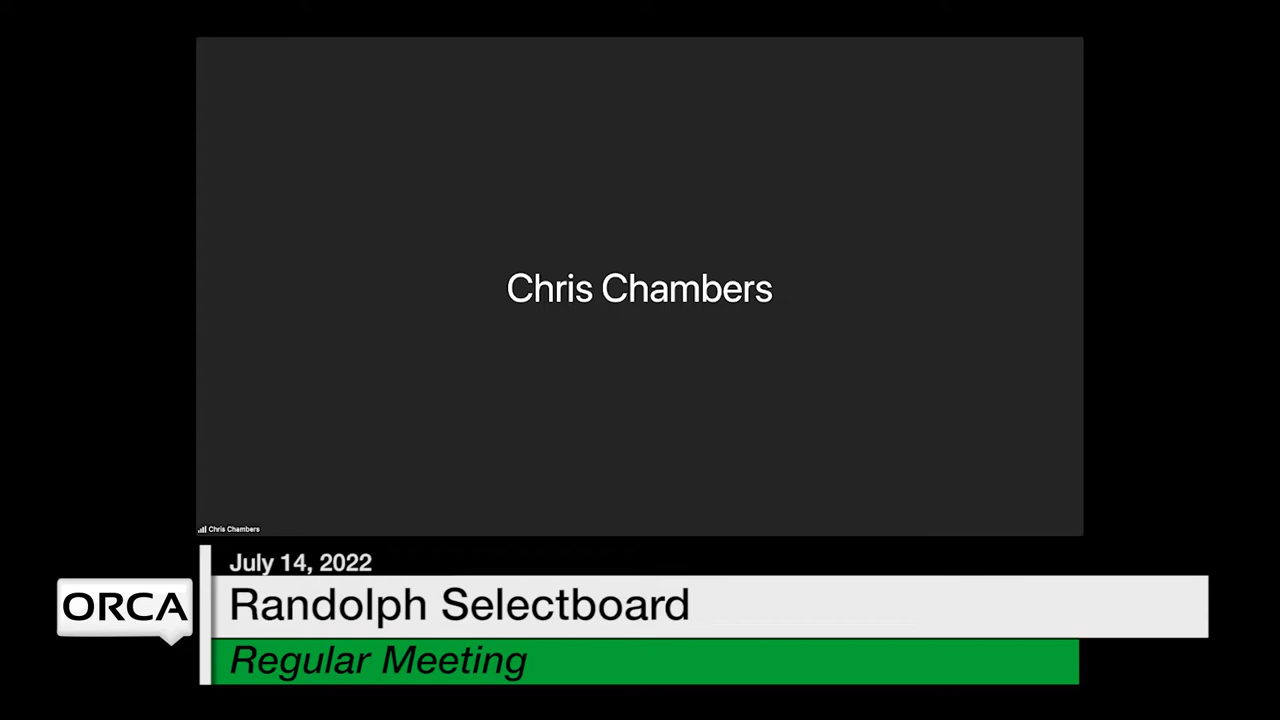 Chris Chambers
Chris Chambers
July 14, 2022
ORCA
Randolph Selectboard
Regular Meeting